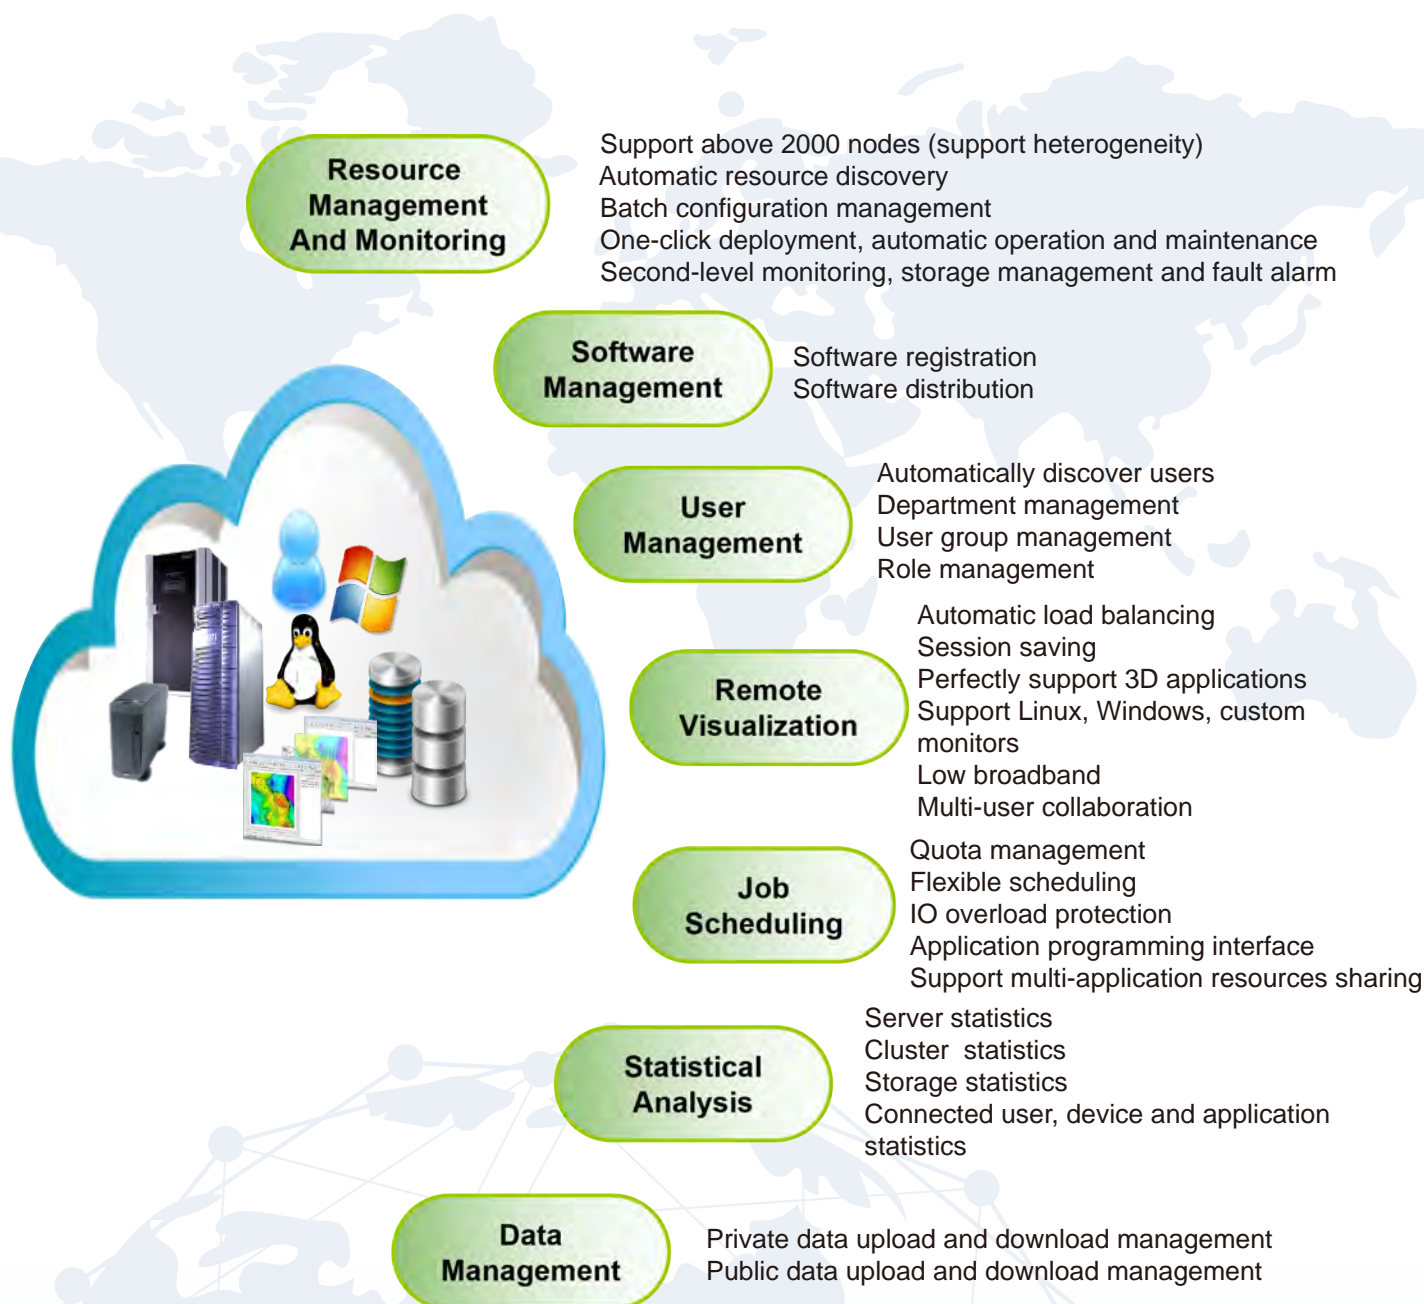 Resource
Management
And Monitoring
Support above 2000 nodes (support heterogeneity)
Automatic resource discovery
Batch configuration management
One-click deployment, automatic operation and maintenance
Second-level monitoring, storage management and fault alarm
Software
Management
Software registration
Software distribution
User
Management
Automatically discover users
Department management
User group management
Role management
Remote
Visualization
Automatic load balancing
Session saving
Perfectly support 3D applications
Support Linux, Windows, custom
monitors
Low broadband
Multi-user collaboration
Job
Scheduling
Quota management
Flexible scheduling
IO overload protection
Application programming interface
Support multi-application resources sharing
Statistical
Analysis
Server statistics
Cluster  statistics
Storage statistics
Connected user, device and application
statistics
Data
Management
Private data upload and download management
Public data upload and download management